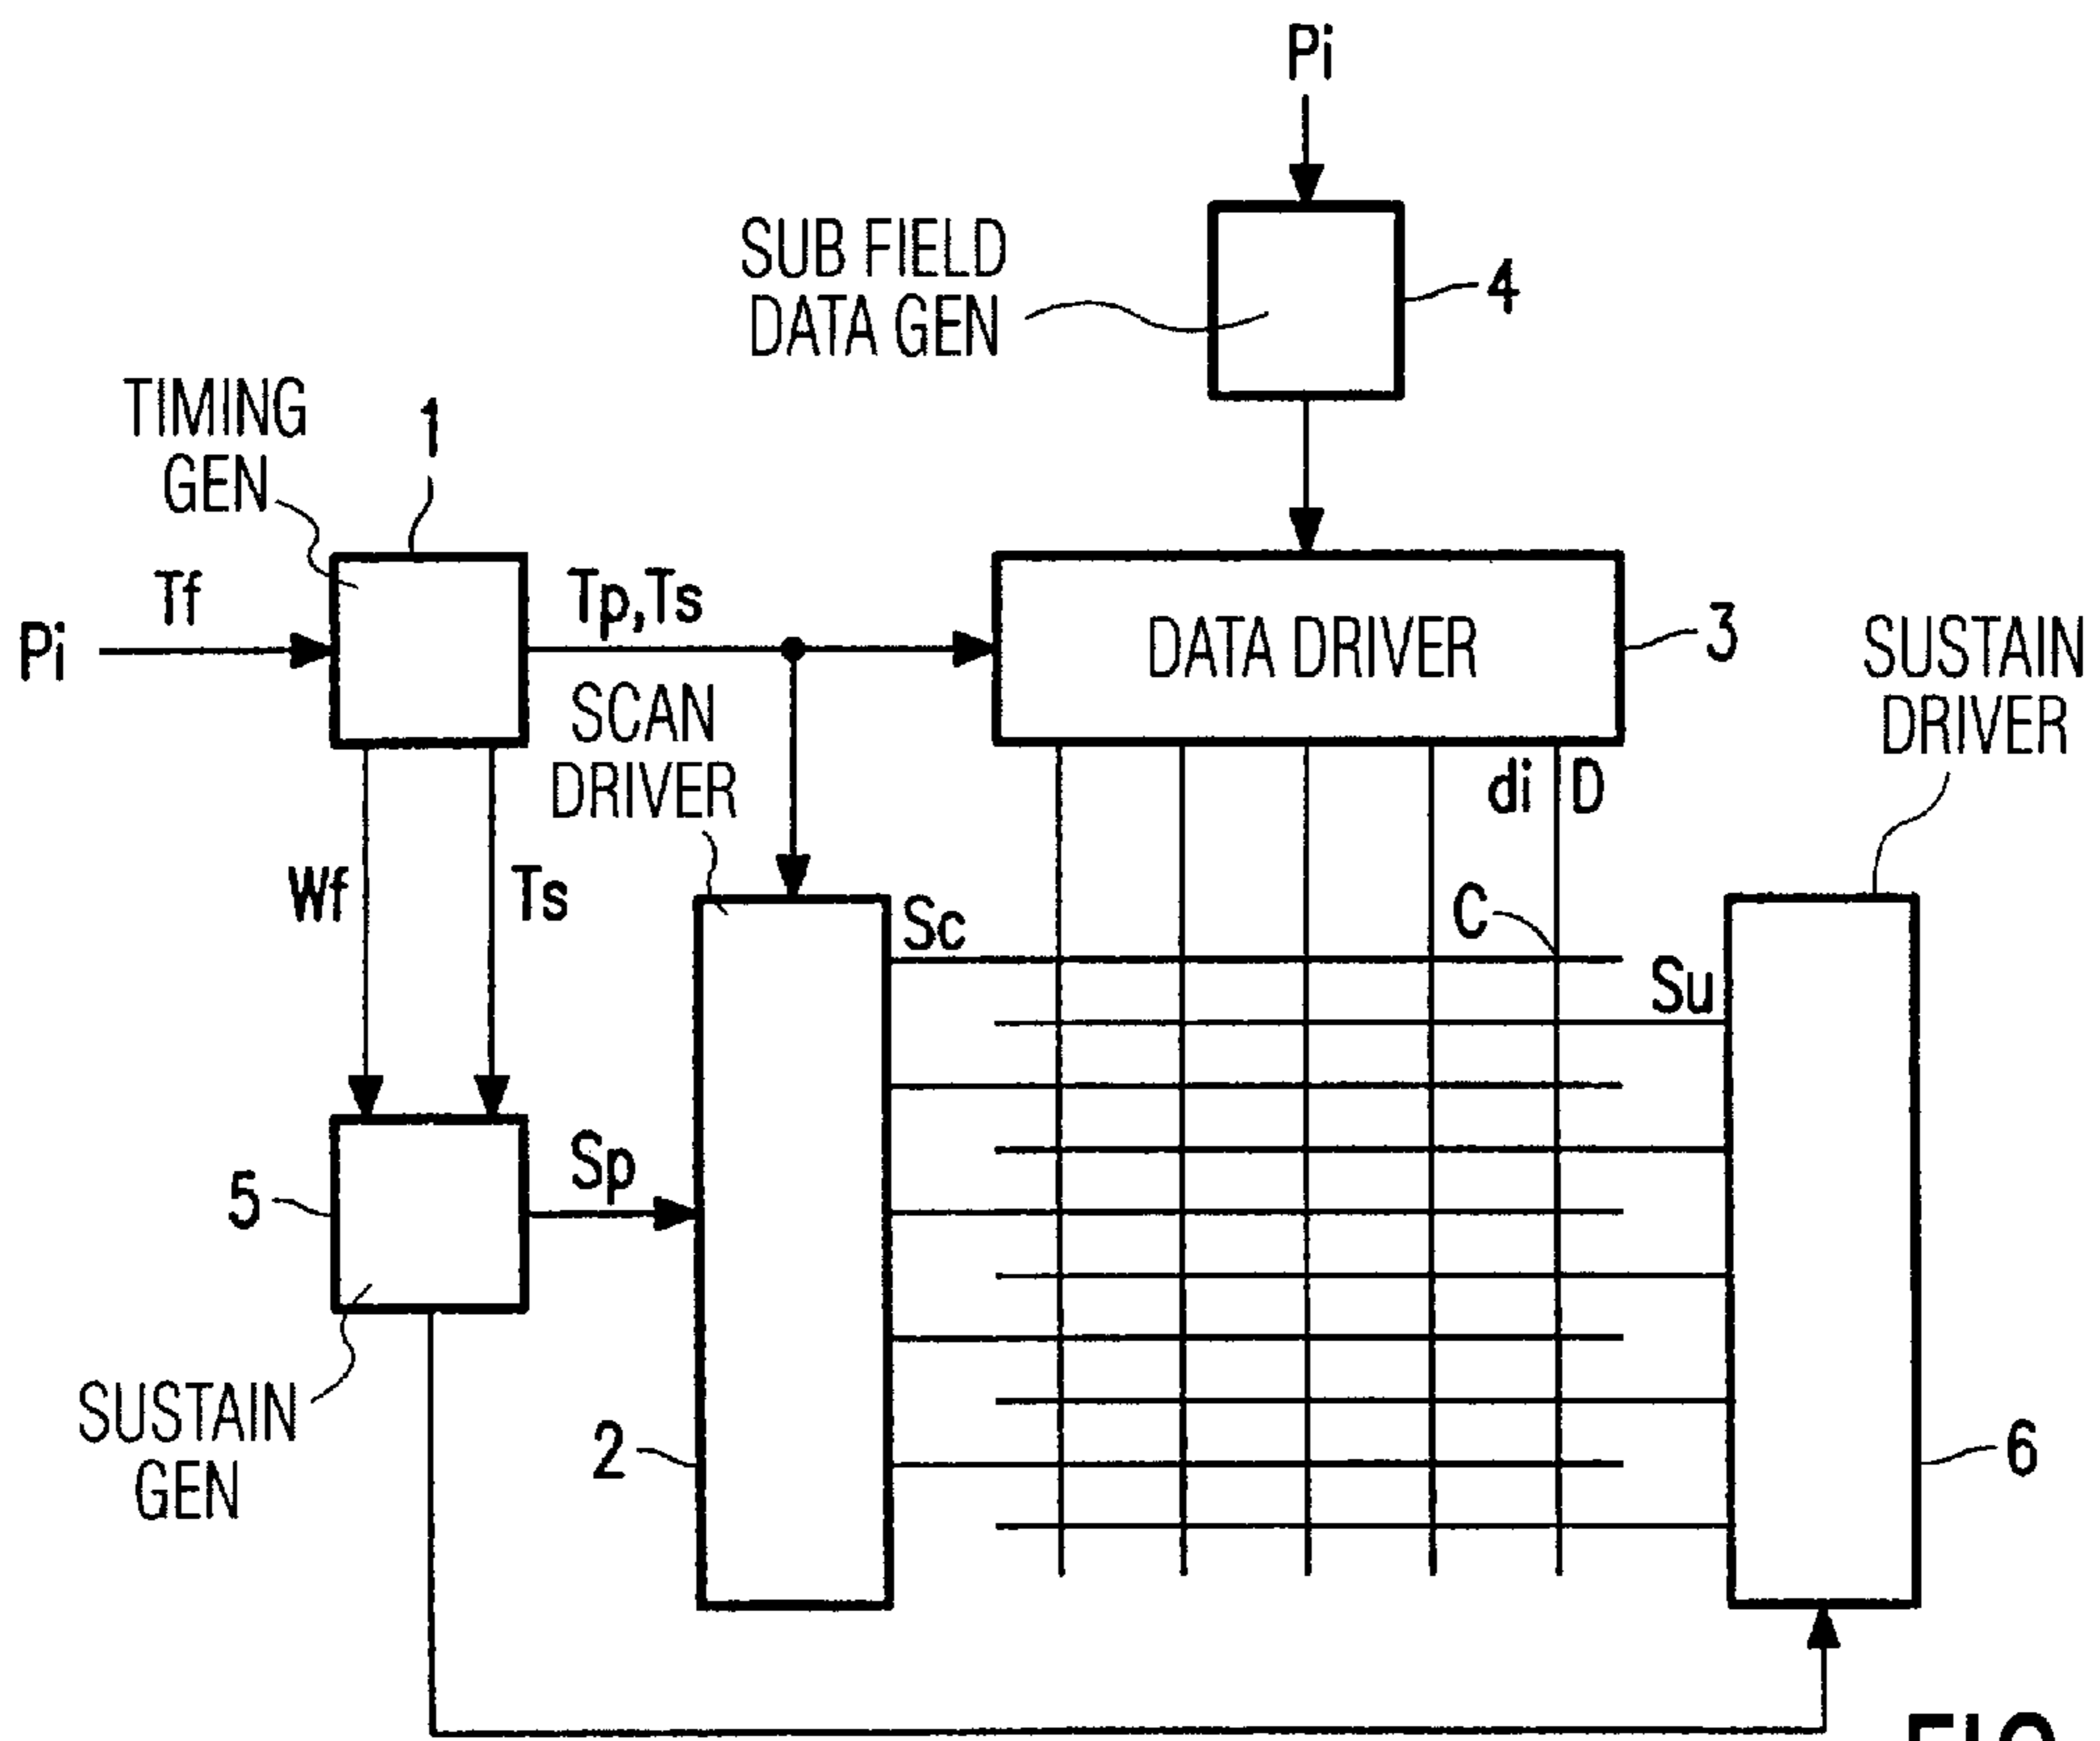 Pi
SUB FIELD
DATA GEN
4
TIMING
GEN
1
Tf
Pi
Tp,Ts
DATA DRIVER
3
SUSTAIN
DRIVER
SCAN
DRIVER
di
D
Wf
Ts
Sc
C
Su
5
Sp
SUSTAIN
GEN
2
6